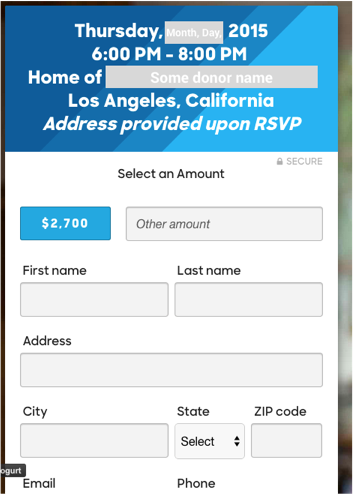 Thursday, Month, Day, 2015
6:00 PM - 8:00 PM
Home of Some donor name
Los Angeles, California
Address provided upon RSVP
SECURE
Select an Amount
$2,700 Other amount
First name Last name
Address
City State ZIP code
Select
ogurt
Email Phone